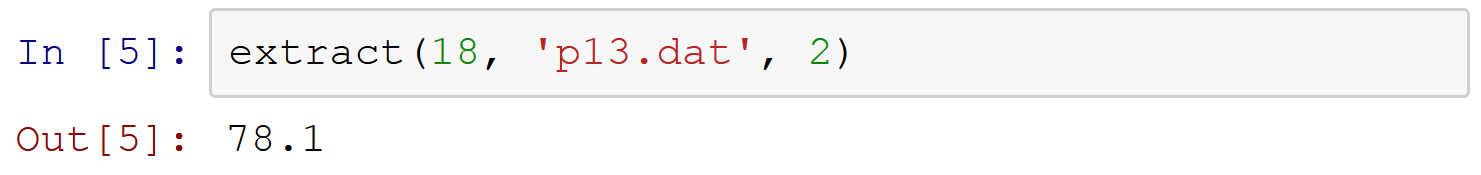 In [5]: extract(18, 'p13.dat', 2)
Out[5]: 78.1